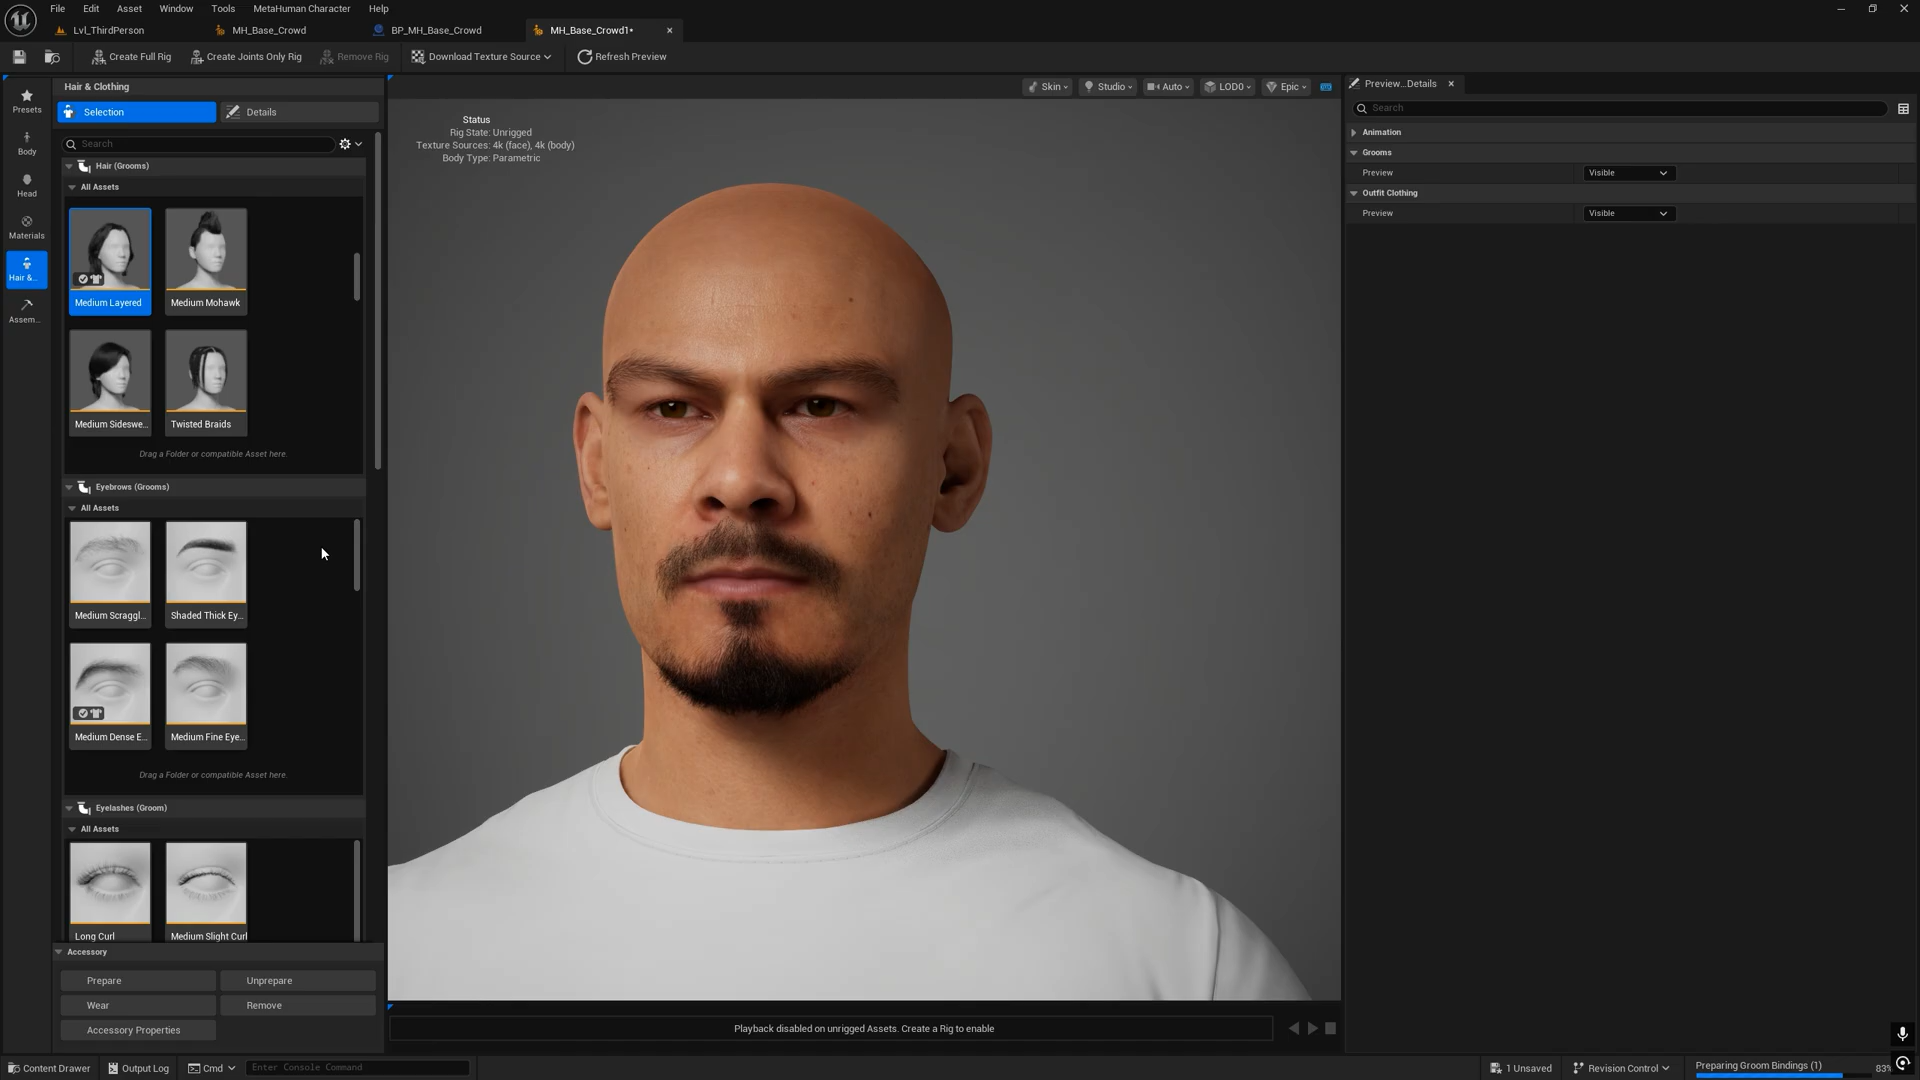 File Edit Asset Window Tools MetaHuman Character Help
Lvl_ThirdPerson MH_Base_Crowd BP_MH_Base_Crowd MH_Base_Crowd1•
Create Full Rig Create Joints Only Rig Remove Rig Download Texture Source Refresh Preview
Hair & Clothing
Selection Details
Search
Presets
Body
Head
Materials
Hair &...
Assem...
Hair (Grooms)
All Assets
Medium Layered Medium Mohawk
Medium Sideswe... Twisted Braids
Drag a Folder or compatible Asset here.
Eyebrows (Grooms)
All Assets
Medium Scraggl... Shaded Thick Ey...
Medium Dense E... Medium Fine Eye...
Drag a Folder or compatible Asset here.
Eyelashes (Groom)
All Assets
Long Curl Medium Slight Curl
Accessory
Prepare Unprepare
Wear Remove
Accessory Properties
Skin Studio Auto LOD0 Epic
Status
Rig State: Unrigged
Texture Sources: 4k (face), 4k (body)
Body Type: Parametric
Playback disabled on unrigged Assets. Create a Rig to enable
Preview...Details
Search
Animation
Grooms
Preview Visible
Outfit Clothing
Preview Visible
Content Drawer Output Log Cmd Enter Console Command
1 Unsaved Revision Control Preparing Groom Bindings (1) 83%